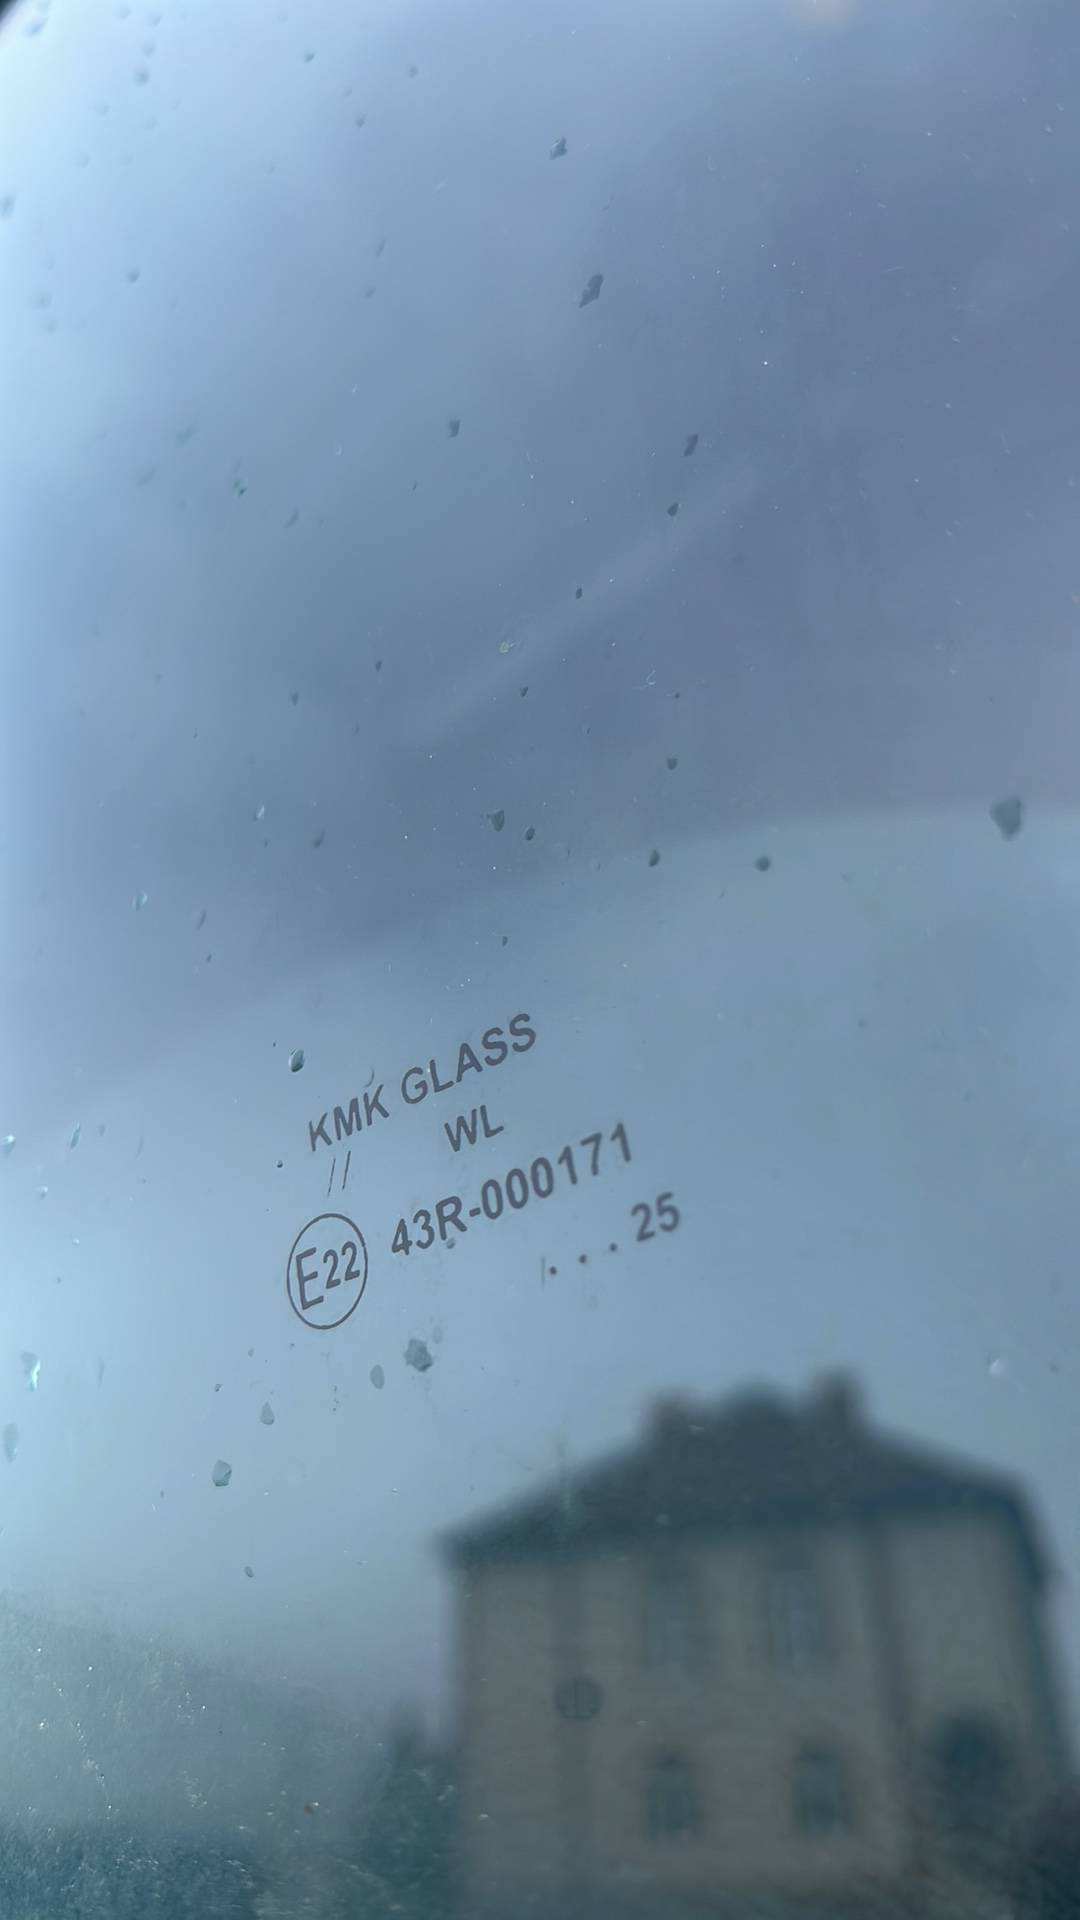 KMK GLASS
// WL
E22 43R-000171
. . . 25